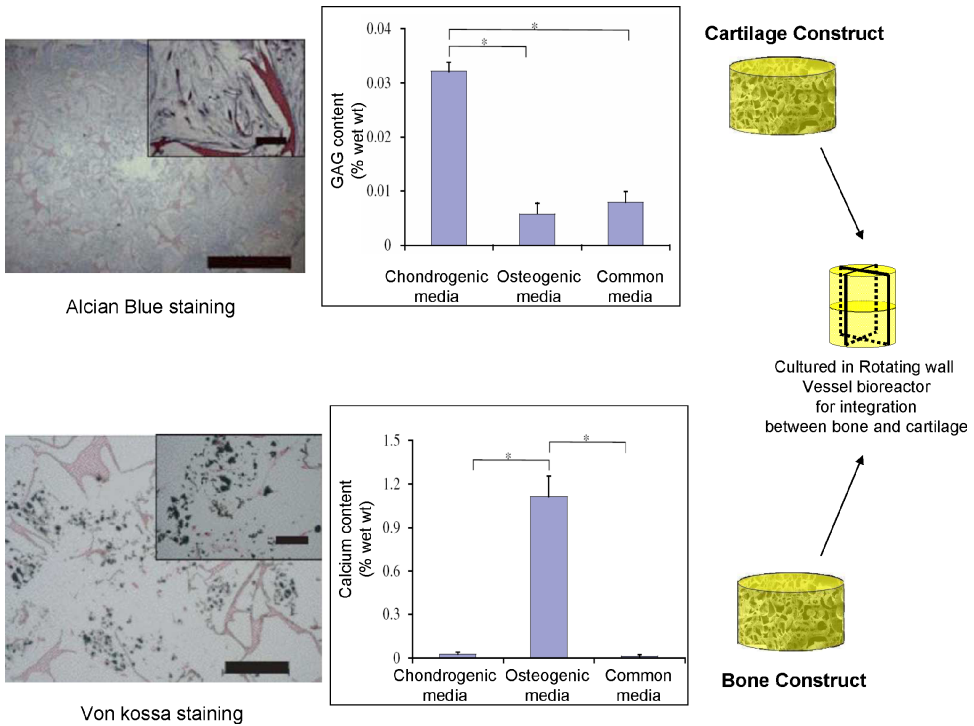 Alcian Blue staining
GAG content
(% wet wt)
0.04
0.03
0.02
0.01
0
*
*
Chondrogenic
media
Osteogenic
media
Common
media
Cartilage Construct
Cultured in Rotating wall
Vessel bioreactor
for integration
between bone and cartilage
Von kossa staining
Calcium content
(% wet wt)
1.5
1.2
0.9
0.6
0.3
0
*
*
Chondrogenic
media
Osteogenic
media
Common
media
Bone Construct